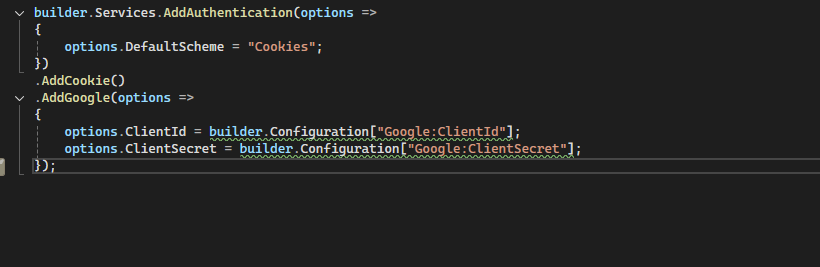 builder.Services.AddAuthentication(options =>
{
    options.DefaultScheme = "Cookies";
})
.AddCookie()
.AddGoogle(options =>
{
    options.ClientId = builder.Configuration["Google:ClientId"];
    options.ClientSecret = builder.Configuration["Google:ClientSecret"];
});